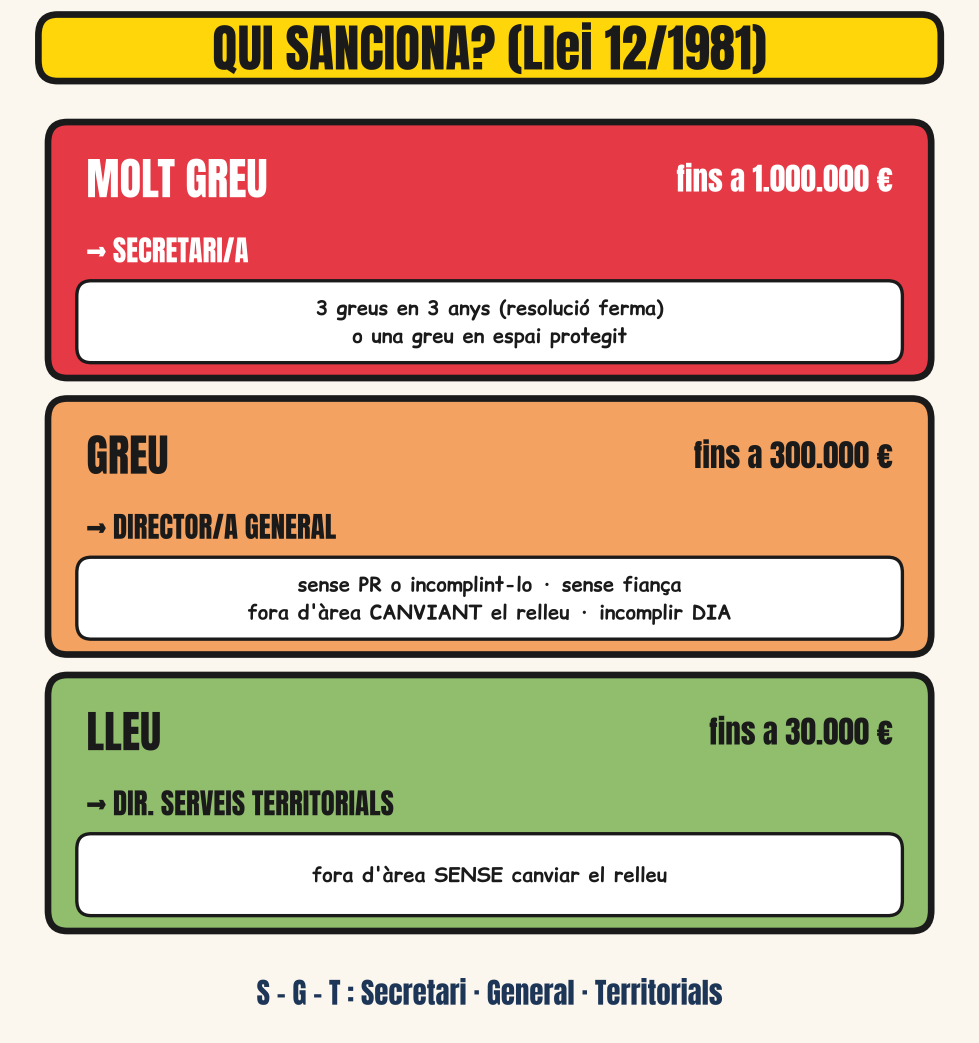 QUI SANCIONA? (Llei 12/1981)
MOLT GREU
fins a 1.000.000 €
→ SECRETARI/A
3 greus en 3 anys (resolució ferma)
o una greu en espai protegit
GREU
fins a 300.000 €
→ DIRECTOR/A GENERAL
sense PR o incomplint-lo · sense fiança
fora d'àrea CANVIANT el relleu · incomplir DIA
LLEU
fins a 30.000 €
→ DIR. SERVEIS TERRITORIALS
fora d'àrea SENSE canviar el relleu
S - G - T : Secretari · General · Territorials